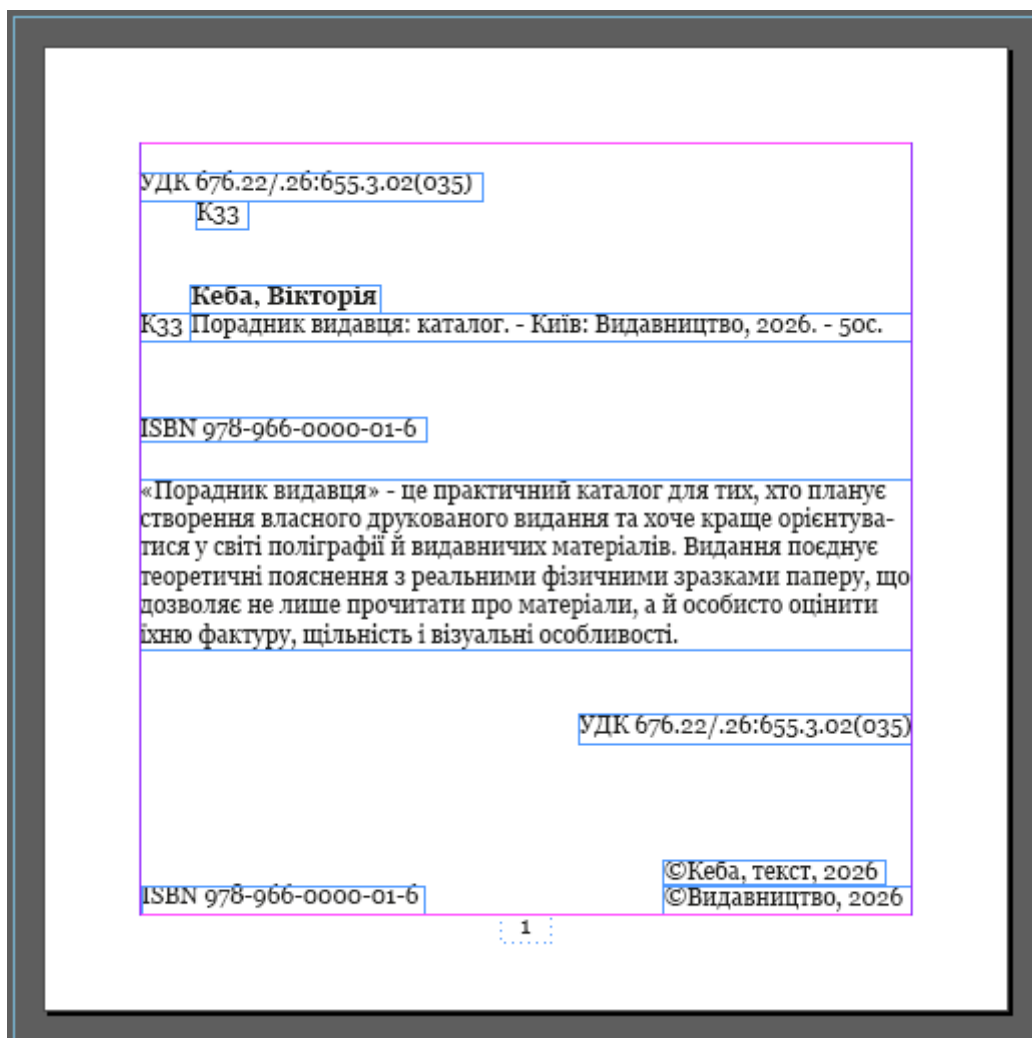 УДК 676.22/.26:655.3.02(035)
К33
Кеба, Вікторія
К33 Порадник видавця: каталог. - Київ: Видавництво, 2026. - 50с.
ISBN 978-966-0000-01-6
«Порадник видавця» - це практичний каталог для тих, хто планує
створення власного друкованого видання та хоче краще орієнтува-
тися у світі поліграфії й видавничих матеріалів. Видання поєднує
теоретичні пояснення з реальними фізичними зразками паперу, що
дозволяє не лише прочитати про матеріали, а й особисто оцінити
їхню фактуру, щільність і візуальні особливості.
УДК 676.22/.26:655.3.02(035)
©Кеба, текст, 2026
ISBN 978-966-0000-01-6 ©Видавництво, 2026
1